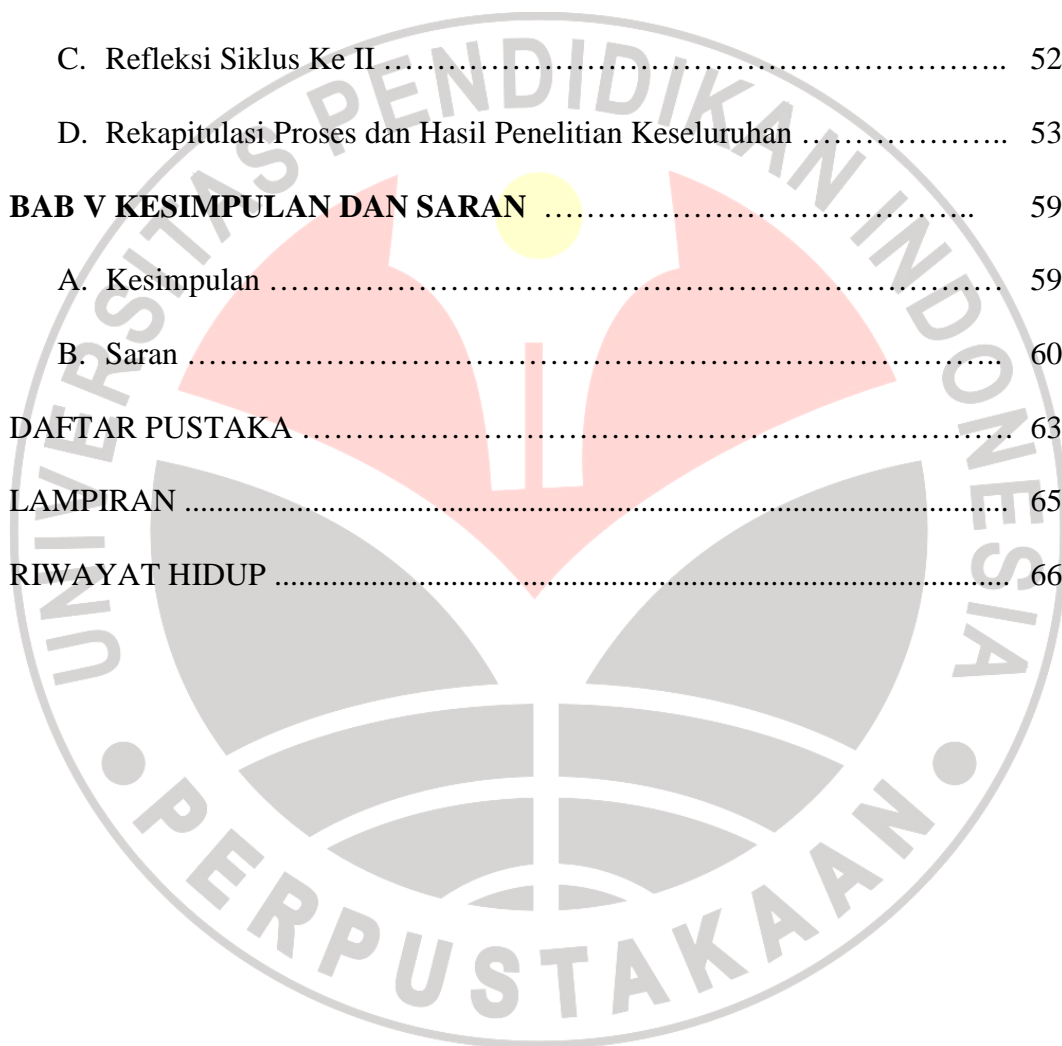 C. Refleksi Siklus Ke II ……………………………………………………….. 52
D. Rekapitulasi Proses dan Hasil Penelitian Keseluruhan ……………….. 53
BAB V KESIMPULAN DAN SARAN ………………………………….. 59
A. Kesimpulan ………………………………………………………………… 59
B. Saran ……………………………………………………………………….. 60
DAFTAR PUSTAKA ……………………………………………………………. 63
LAMPIRAN ........................................................................................................ 65
RIWAYAT HIDUP ............................................................................................. 66
UNIVERSITAS PENDIDIKAN INDONESIA
• PERPUSTAKAAN •